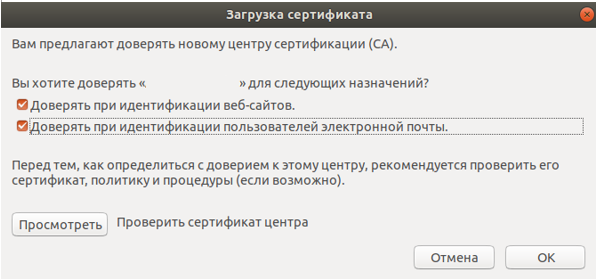 Загрузка сертификата
Вам предлагают доверять новому центру сертификации (CA).
Вы хотите доверять « » для следующих назначений?
Доверять при идентификации веб-сайтов.
Доверять при идентификации пользователей электронной почты.
Перед тем, как определиться с доверием к этому центру, рекомендуется проверить его
сертификат, политику и процедуры (если возможно).
Просмотреть Проверить сертификат центра
Отмена OK